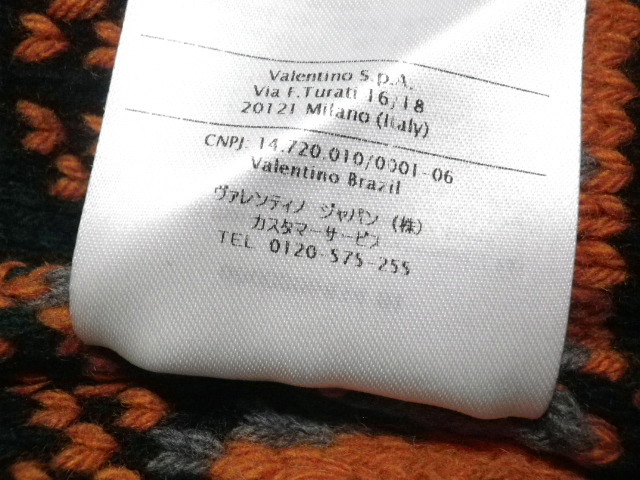 Valentino S.p.A.
Via F.Turati 16/18
20121 Milano (Italy)
CNPJ: 14.720.010/0001-06
Valentino Brazil
ヴァレンティノ ジャパン (株)
カスタマーサービス
TEL 0120-575-255